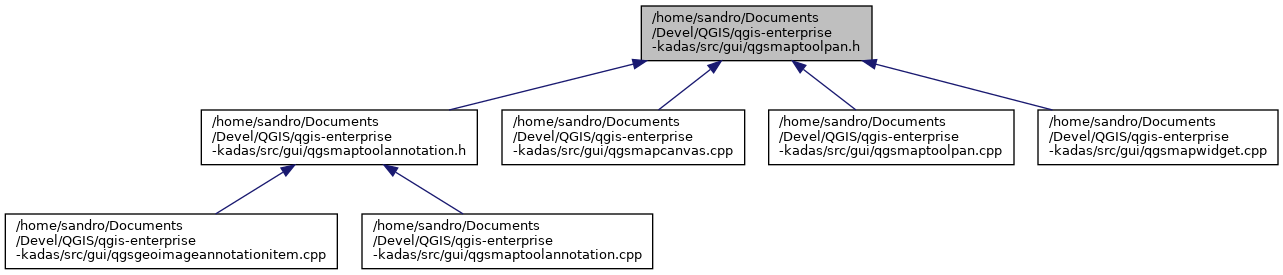 /home/sandro/Documents
/Devel/QGIS/qgis-enterprise
-kadas/src/gui/qgsmaptoolpan.h
/home/sandro/Documents
/Devel/QGIS/qgis-enterprise
-kadas/src/gui/qgsmaptoolannotation.h
/home/sandro/Documents
/Devel/QGIS/qgis-enterprise
-kadas/src/gui/qgsmapcanvas.cpp
/home/sandro/Documents
/Devel/QGIS/qgis-enterprise
-kadas/src/gui/qgsmaptoolpan.cpp
/home/sandro/Documents
/Devel/QGIS/qgis-enterprise
-kadas/src/gui/qgsmapwidget.cpp
/home/sandro/Documents
/Devel/QGIS/qgis-enterprise
-kadas/src/gui/qgsgeoimageannotationitem.cpp
/home/sandro/Documents
/Devel/QGIS/qgis-enterprise
-kadas/src/gui/qgsmaptoolannotation.cpp